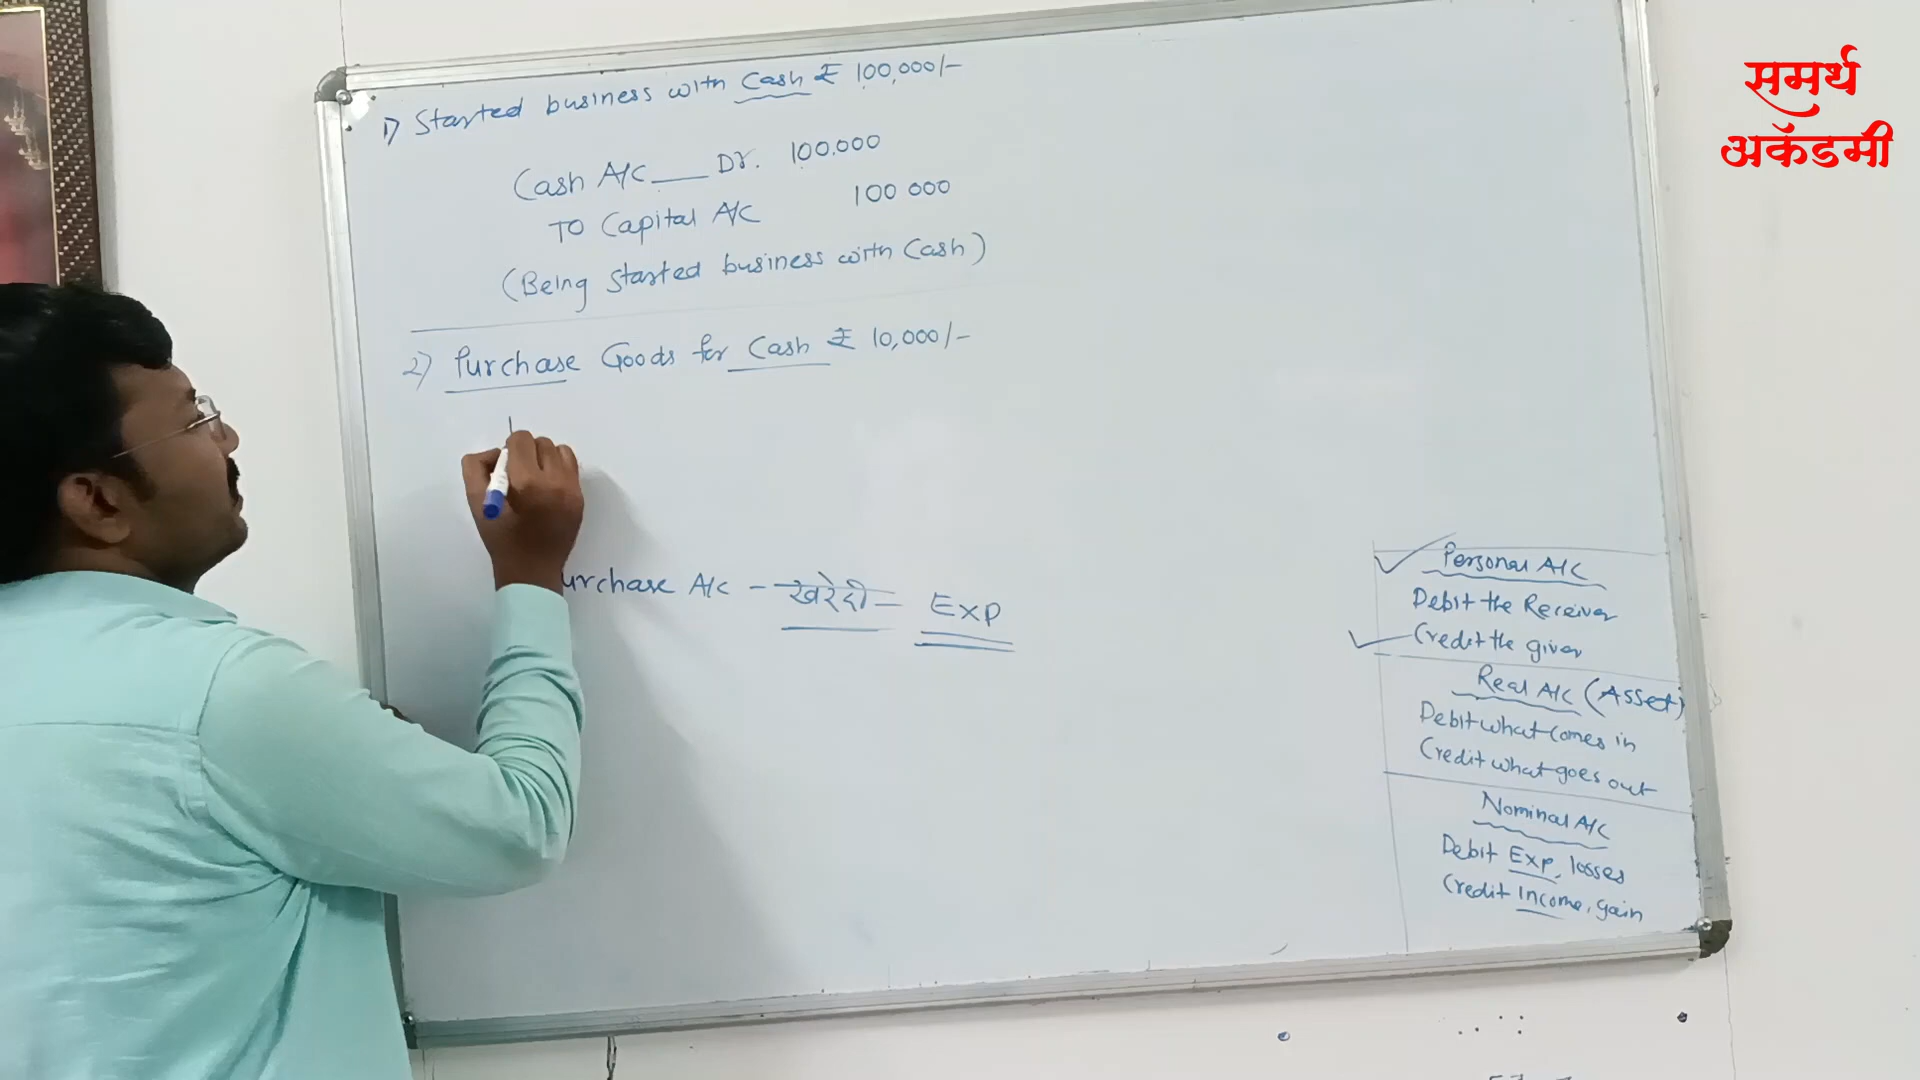 1) Started business with Cash ₹ 100,000/-
Cash A/C ___ Dr. 100.000
To Capital A/C 100 000
(Being started business with Cash)
2) Purchase Goods for Cash ₹ 10,000/-
urchase A/C - खरेदी - Exp
Personal A/C
Debit the Receiver
Credit the giver
Real A/C (Asset)
Debit what comes in
Credit what goes out
Nominal A/C
Debit Exp, losses
Credit Income, gain
समर्थ
अकॅडमी